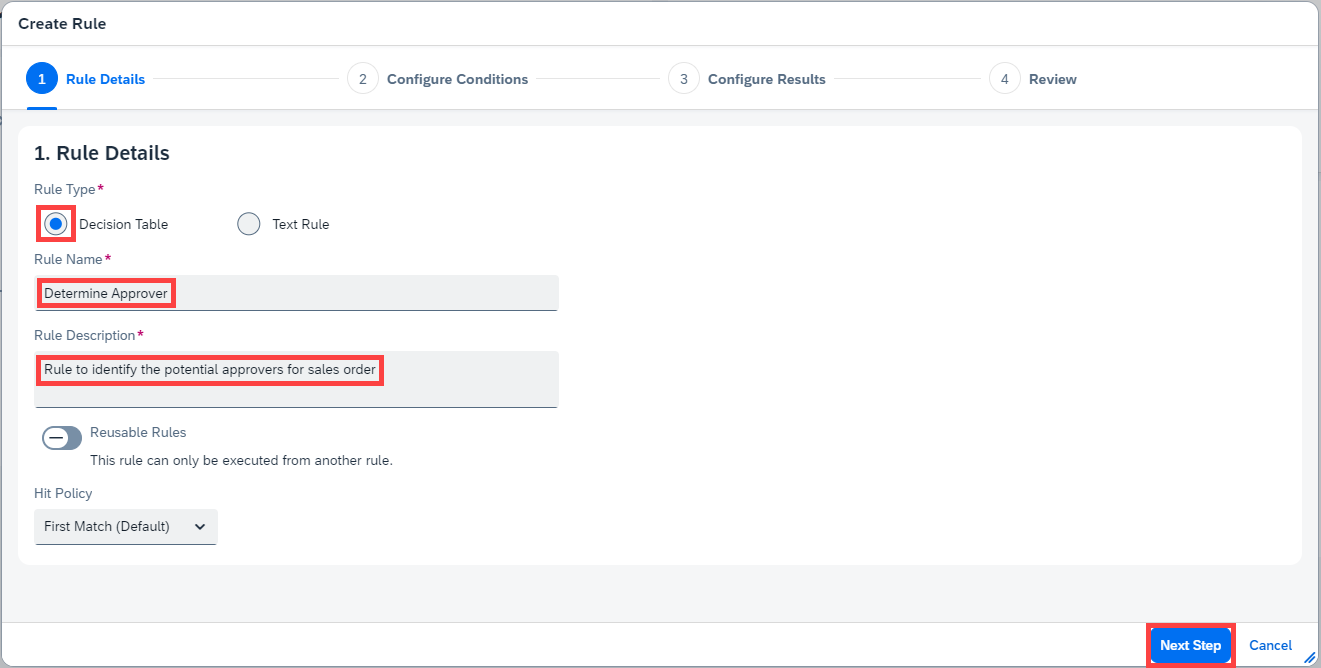 Create Rule
1 Rule Details 2 Configure Conditions 3 Configure Results 4 Review
1. Rule Details
Rule Type*
Decision Table Text Rule
Rule Name*
Determine Approver
Rule Description*
Rule to identify the potential approvers for sales order
Reusable Rules
This rule can only be executed from another rule.
Hit Policy
First Match (Default)
Next Step Cancel